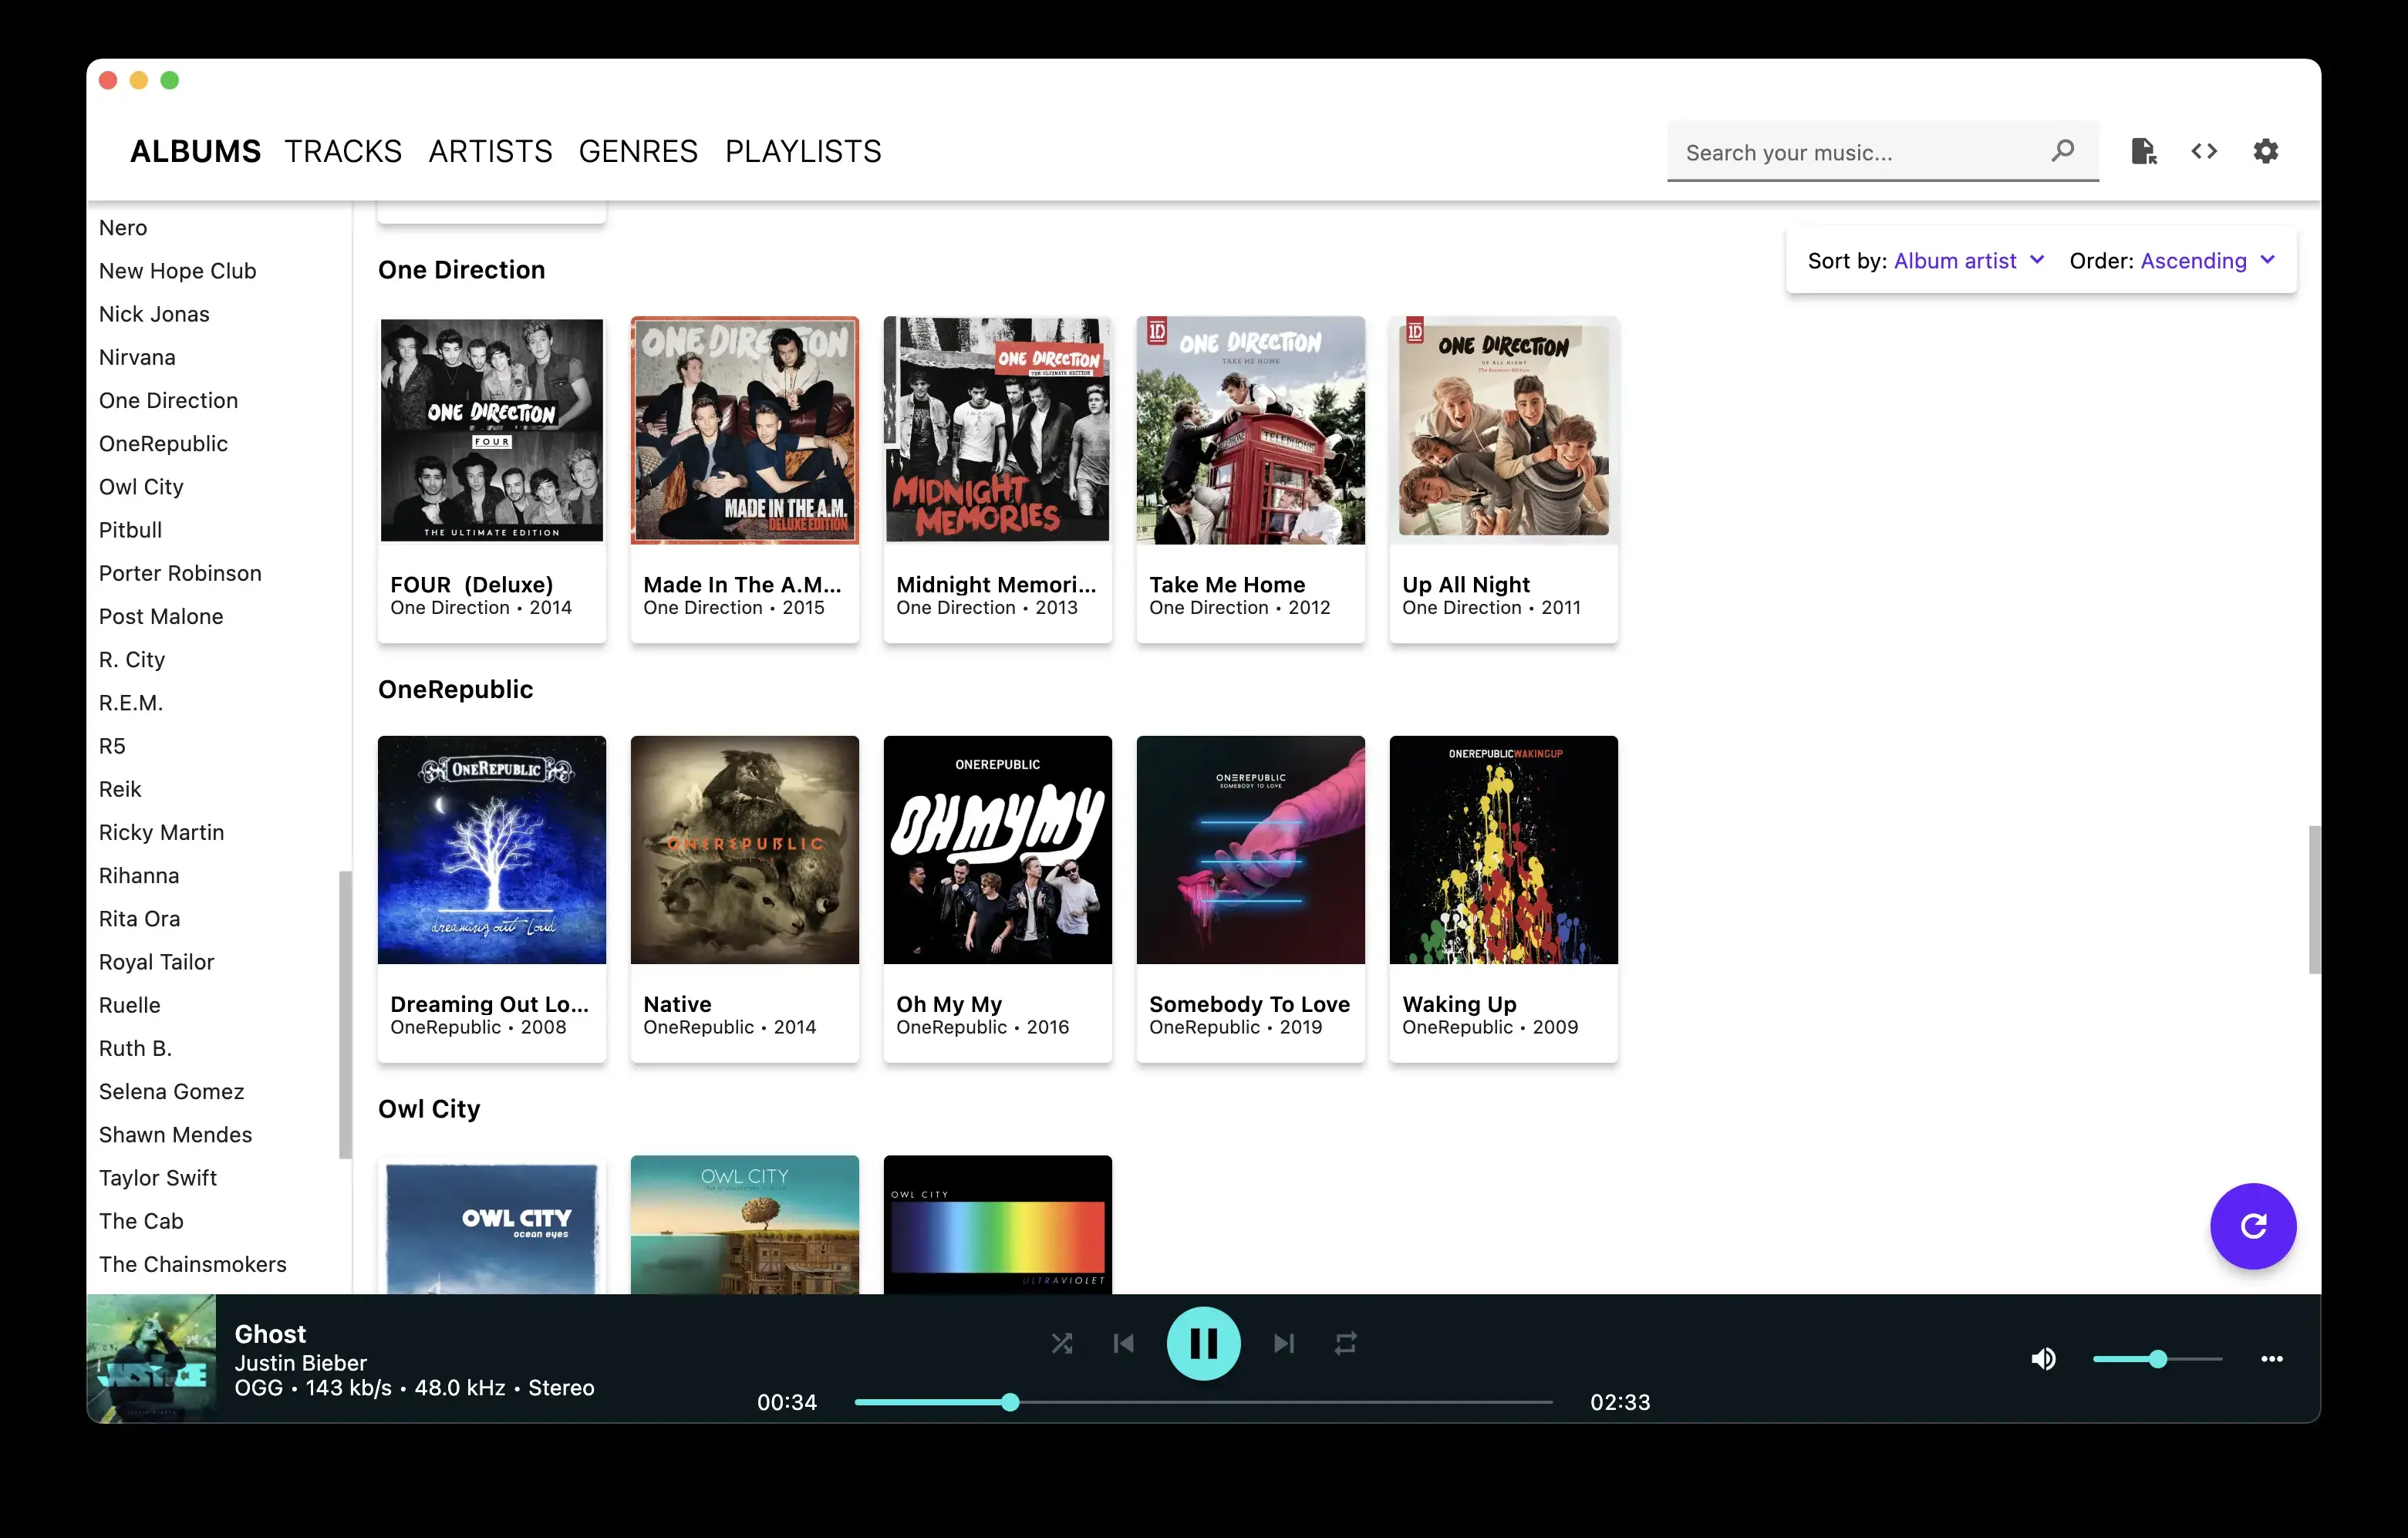 ALBUMS TRACKS ARTISTS GENRES PLAYLISTS
Search your music...
Nero
New Hope Club
Nick Jonas
Nirvana
One Direction
OneRepublic
Owl City
Pitbull
Porter Robinson
Post Malone
R. City
R.E.M.
R5
Reik
Ricky Martin
Rihanna
Rita Ora
Royal Tailor
Ruelle
Ruth B.
Selena Gomez
Shawn Mendes
Taylor Swift
The Cab
The Chainsmokers
Sort by: Album artist Order: Ascending
One Direction
ONE DIRECTION
FOUR
THE ULTIMATE EDITION
FOUR (Deluxe)
One Direction • 2014
ONE DIRECTION
MADE IN THE A.M.
DELUXE EDITION
Made In The A.M...
One Direction • 2015
ONE DIRECTION
THE ULTIMATE EDITION
MIDNIGHT
MEMORIES
Midnight Memori...
One Direction • 2013
1D
ONE DIRECTION
TAKE ME HOME
TELEPHONE
TELEPHONE
Take Me Home
One Direction • 2012
1D
ONE DIRECTION
UP ALL NIGHT
Up All Night
One Direction • 2011
OneRepublic
ONEREPUBLIC
dreaming out loud
Dreaming Out Lo...
OneRepublic • 2008
ONEREPUBLIC
Native
OneRepublic • 2014
ONEREPUBLIC
OH MY MY
Oh My My
OneRepublic • 2016
ONEREPUBLIC
SOMEBODY TO LOVE
Somebody To Love
OneRepublic • 2019
ONEREPUBLICWAKINGUP
Waking Up
OneRepublic • 2009
Owl City
OWL CITY
ocean eyes
OWL CITY
OWL CITY
ULTRAVIOLET
JUSTICE
Ghost
Justin Bieber
OGG • 143 kb/s • 48.0 kHz • Stereo
00:34
02:33